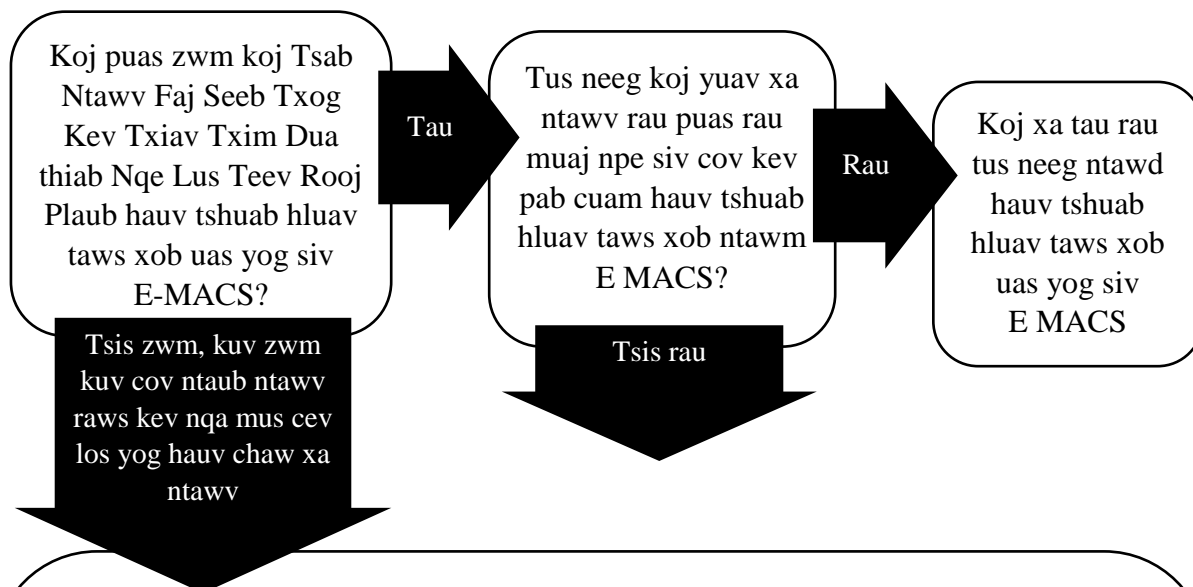 Koj puas zwm koj Tsab
Ntawv Faj Seeb Txog
Kev Txiav Txim Dua
thiab Nqe Lus Teev Rooj
Plaub hauv tshuab hluav
taws xob uas yog siv
E-MACS?
Tau
Tus neeg koj yuav xa
ntawv rau puas rau
muaj npe siv cov kev
pab cuam hauv tshuab
hluav taws xob ntawm
E MACS?
Rau
Koj xa tau rau
tus neeg ntawd
hauv tshuab
hluav taws xob
uas yog siv
E MACS
Tsis zwm, kuv zwm
kuv cov ntaub ntawv
raws kev nqa mus cev
los yog hauv chaw xa
ntawv
Tsis rau